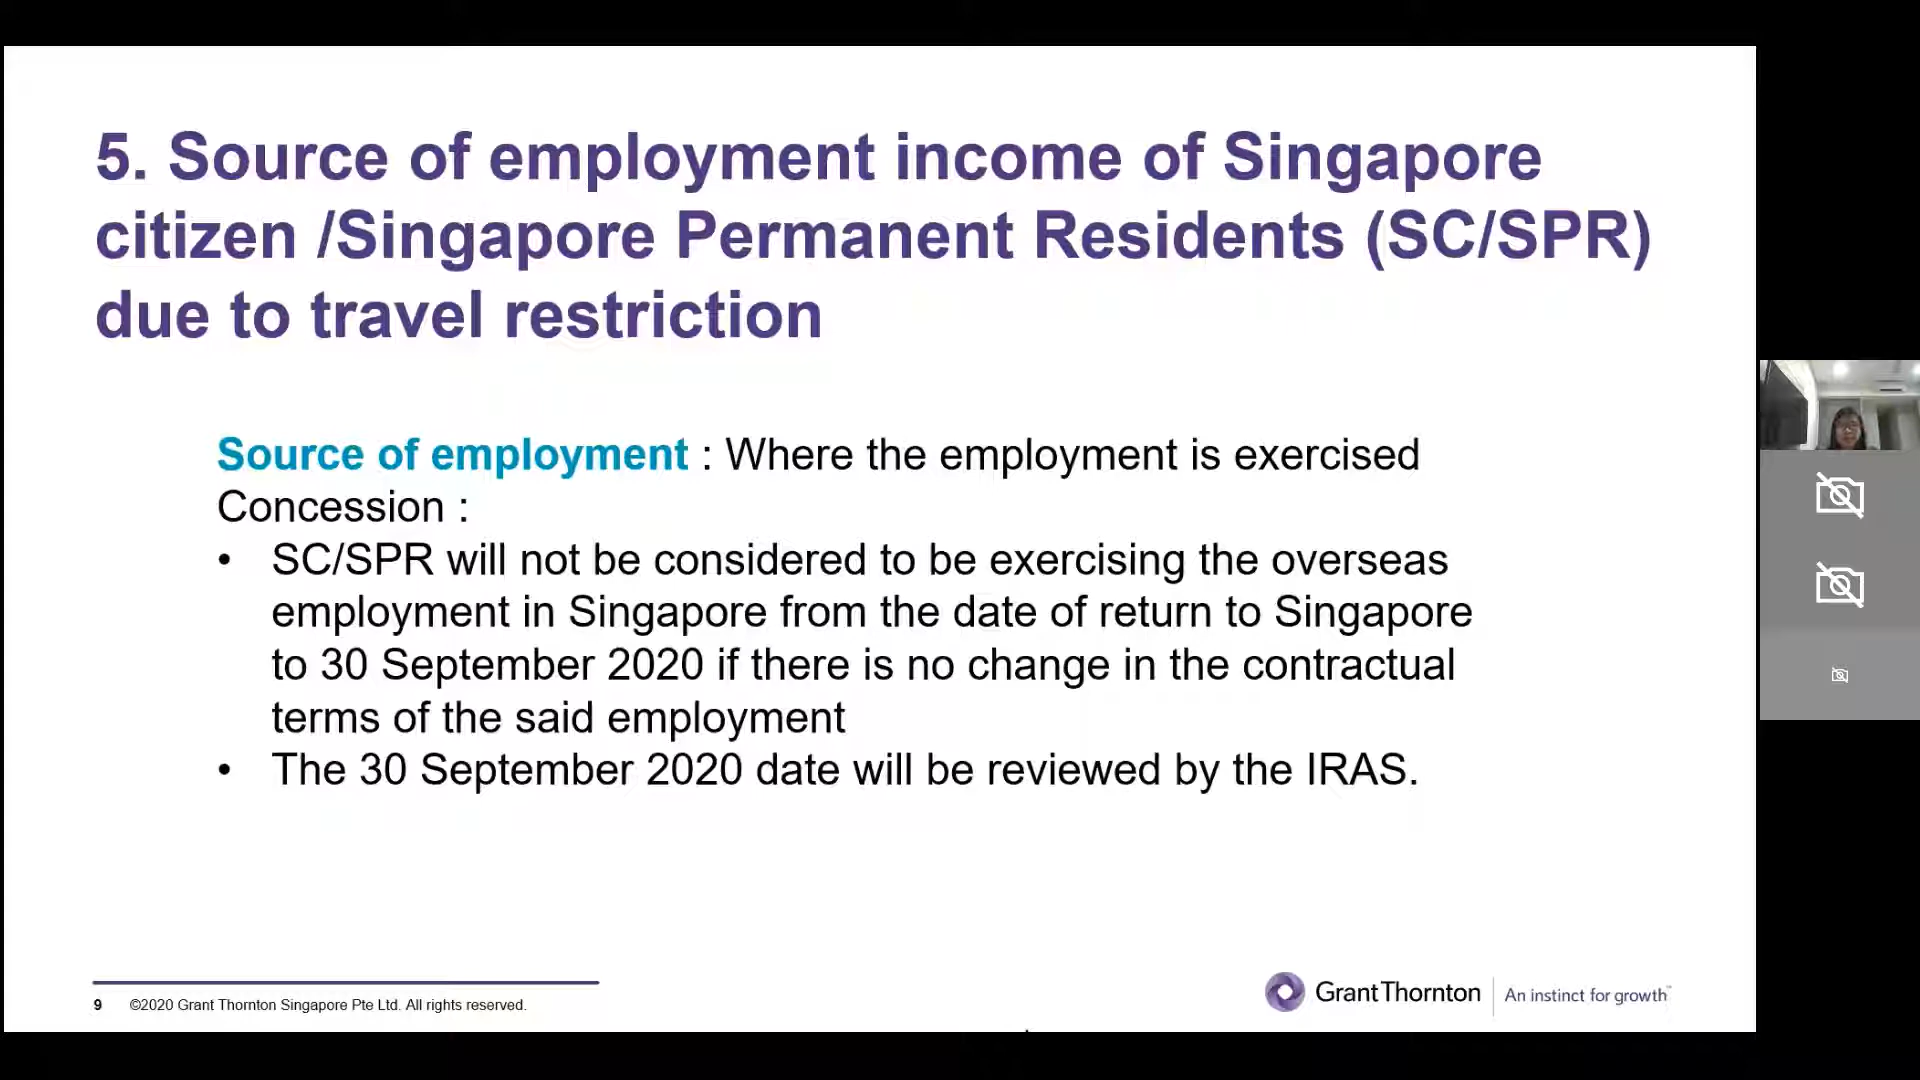 5. Source of employment income of Singapore
citizen /Singapore Permanent Residents (SC/SPR)
due to travel restriction
Source of employment : Where the employment is exercised
Concession :
• SC/SPR will not be considered to be exercising the overseas
employment in Singapore from the date of return to Singapore
to 30 September 2020 if there is no change in the contractual
terms of the said employment
• The 30 September 2020 date will be reviewed by the IRAS.
9 ©2020 Grant Thornton Singapore Pte Ltd. All rights reserved.
Grant Thornton An instinct for growth™